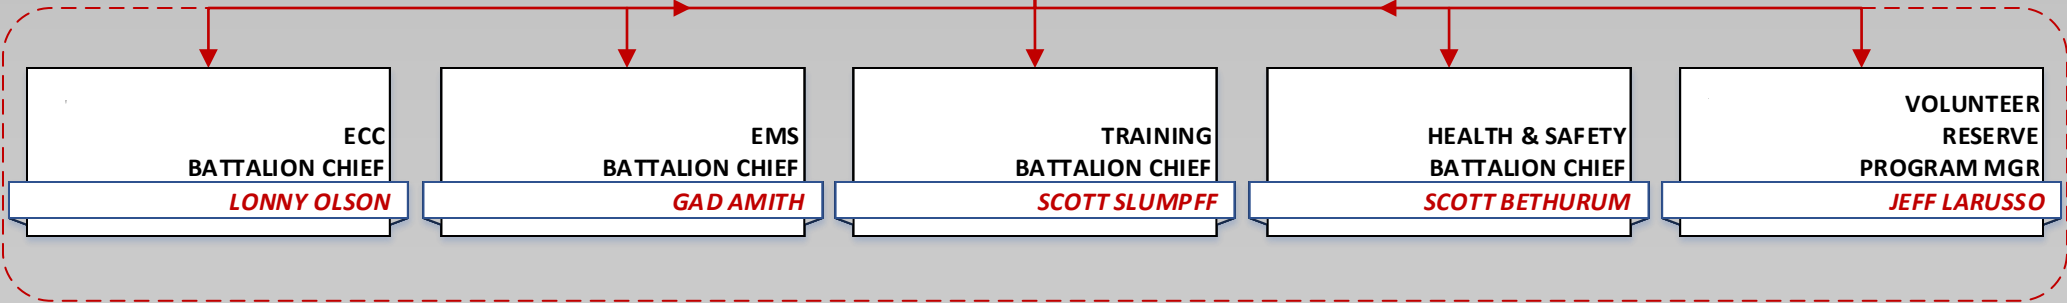 ECC
BATTALION CHIEF
LONNY OLSON
EMS
BATTALION CHIEF
GAD AMITH
TRAINING
BATTALION CHIEF
SCOTT SLUMPFF
HEALTH & SAFETY
BATTALION CHIEF
SCOTT BETHURUM
VOLUNTEER
RESERVE
PROGRAM MGR
JEFF LARUSSO